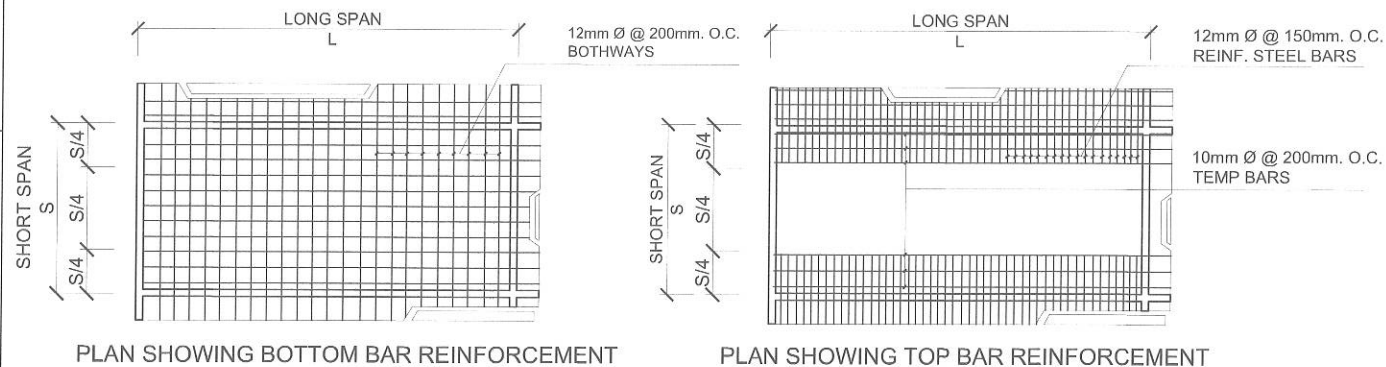 LONG SPAN
L
12mm Ø @ 200mm. O.C.
BOTHWAYS
SHORT SPAN
S
S/4
S/4
S/4
PLAN SHOWING BOTTOM BAR REINFORCEMENT
LONG SPAN
L
12mm Ø @ 150mm. O.C.
REINF. STEEL BARS
10mm Ø @ 200mm. O.C.
TEMP BARS
SHORT SPAN
S
S/4
S/4
S/4
PLAN SHOWING TOP BAR REINFORCEMENT